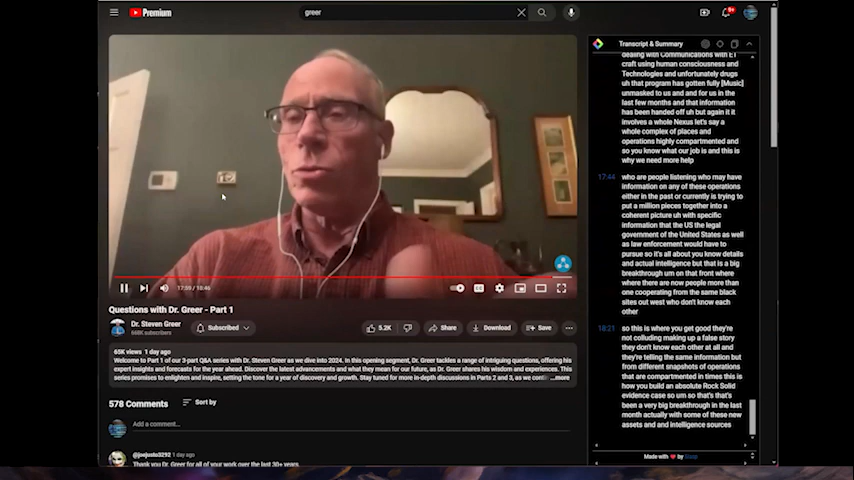 Premium
greer
9+
Transcript & Summary
dealing with Communications with ET
craft using human consciousness and
Technologies and unfortunately drugs
uh that program has gotten fully [Music]
unmasked to us and and for us in the
last few months and that information
has been handed off uh but again it it
involves a whole Nexus let's say a
whole complex of places and
operations highly compartmented and
so you know what our job is and this is
why we need more help
17:44 who are people listening who may have
information on any of these operations
either in the past or currently is trying to
put a million pieces together into a
coherent picture uh with specific
information that the US the legal
government of the United States as well
as law enforcement would have to
pursue so it's all about you know details
and actual intelligence but that is a big
breakthrough um on that front where
where there are now people more than
one cooperating from the same black
sites out west who don't know each
other
18:21 so this is where you get good they're
not colluding making up a false story
they don't know each other at all and
they're telling the same information but
from different snapshots of operations
that are compartmented in times this is
how you build an absolute Rock Solid
evidence case so um so that's that's
been a very big breakthrough in the last
month actually with some of these new
assets and and intelligence sources
Made with ❤ by
17:59 / 18:46
Questions with Dr. Greer - Part 1
Dr. Steven Greer
668K subscribers
Subscribed
5.2K
Share
Download
Save
65K views 1 day ago
Welcome to Part 1 of our 3-part Q&A series with Dr. Steven Greer as we dive into 2024. In this opening segment, Dr. Greer tackles a range of intriguing questions, offering his
expert insights and forecasts for the year ahead. Discover the latest advancements and what they mean for our future, as Dr. Greer shares his wisdom and experiences. This
series promises to enlighten and inspire, setting the tone for a year of discovery and growth. Stay tuned for more in-depth discussions in Parts 2 and 3, as we cont ...more
578 Comments
Sort by
Add a comment...
@joejusto3292 1 day ago
Thank you Dr. Greer for all of your work over the last 30+ years